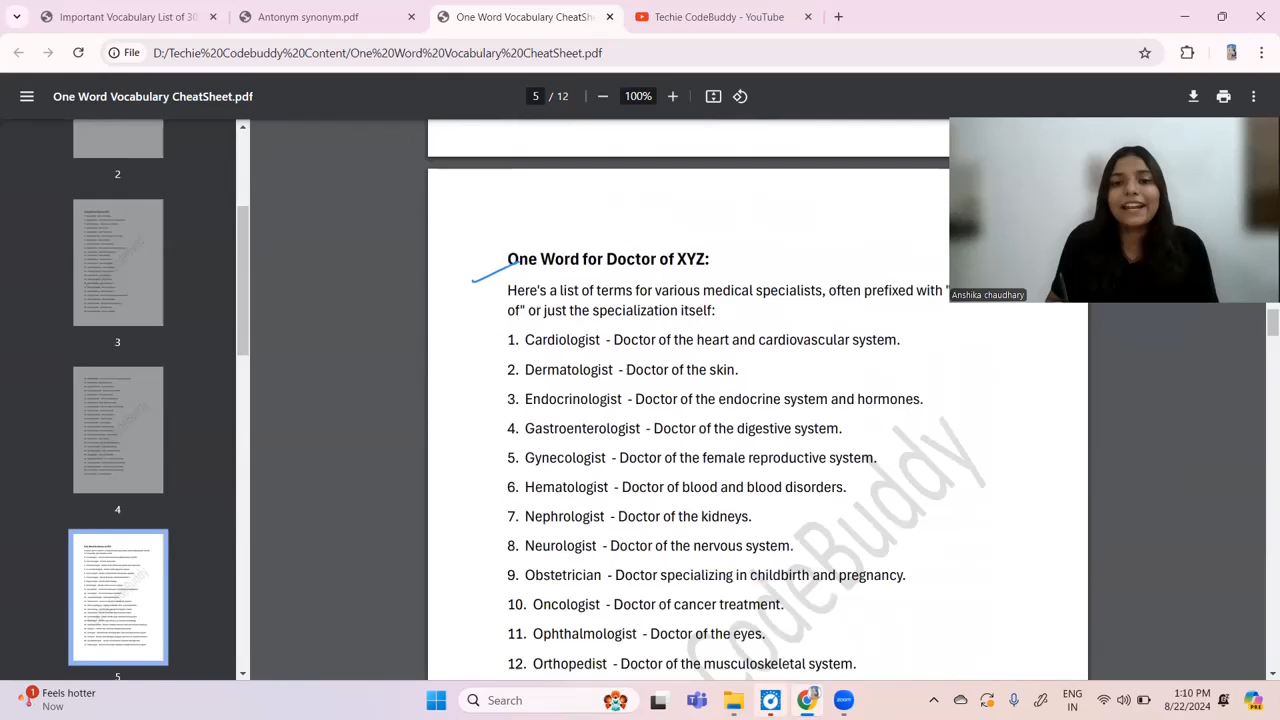 Important Vocabulary List of 30
Antonym synonym.pdf
One Word Vocabulary CheatSh
Techie CodeBuddy - YouTube
File
D:/Techie%20Codebuddy%20Content/One%20Word%20Vocabulary%20CheatSheet.pdf
One Word Vocabulary CheatSheet.pdf
5 / 12
100%
2
3
4
5
One Word for Doctor of XYZ:
Here's a list of terms for various medical specialists, often prefixed with "
of" or just the specialization itself:
1. Cardiologist - Doctor of the heart and cardiovascular system.
2. Dermatologist - Doctor of the skin.
3. Endocrinologist - Doctor of the endocrine system and hormones.
4. Gastroenterologist - Doctor of the digestive system.
5. Gynecologist - Doctor of the female reproductive system.
6. Hematologist - Doctor of blood and blood disorders.
7. Nephrologist - Doctor of the kidneys.
8. Neurologist - Doctor of the nervous system.
9. Obstetrician - Doctor specializing in childbirth and pregnancy.
10. Oncologist - Doctor of cancer treatment.
11. Ophthalmologist - Doctor of the eyes.
12. Orthopedist - Doctor of the musculoskeletal system.
Codebuddy
Anshika chaudhary
1
Feels hotter
Now
Search
zoom
ENG
IN
1:10 PM
8/22/2024
PRE